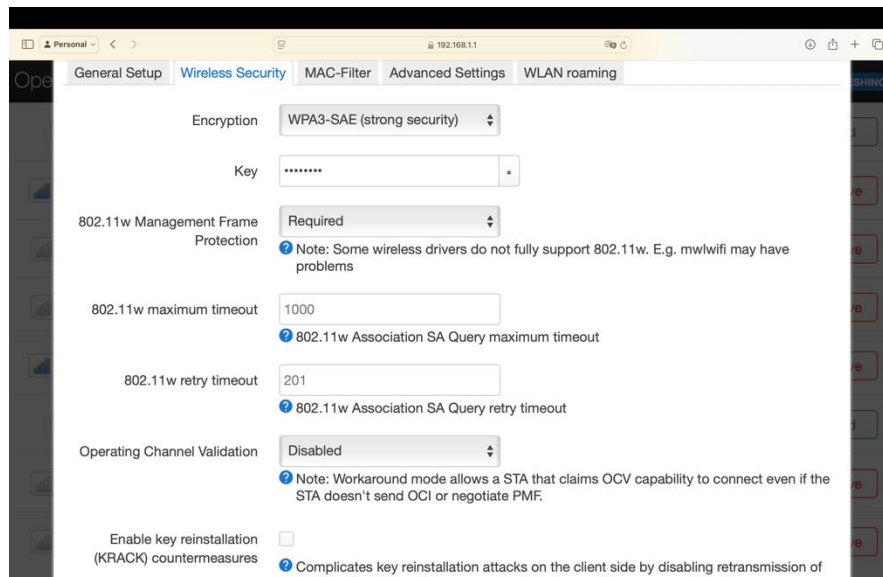 Personal
192.168.1.1
Ope
General Setup
Wireless Security
MAC-Filter
Advanced Settings
WLAN roaming
Encryption
WPA3-SAE (strong security)
Key
••••••••
*
802.11w Management Frame
Protection
Required
Note: Some wireless drivers do not fully support 802.11w. E.g. mwlwifi may have
problems
802.11w maximum timeout
1000
802.11w Association SA Query maximum timeout
802.11w retry timeout
201
802.11w Association SA Query retry timeout
Operating Channel Validation
Disabled
Note: Workaround mode allows a STA that claims OCV capability to connect even if the
STA doesn't send OCI or negotiate PMF.
Enable key reinstallation
(KRACK) countermeasures
Complicates key reinstallation attacks on the client side by disabling retransmission of